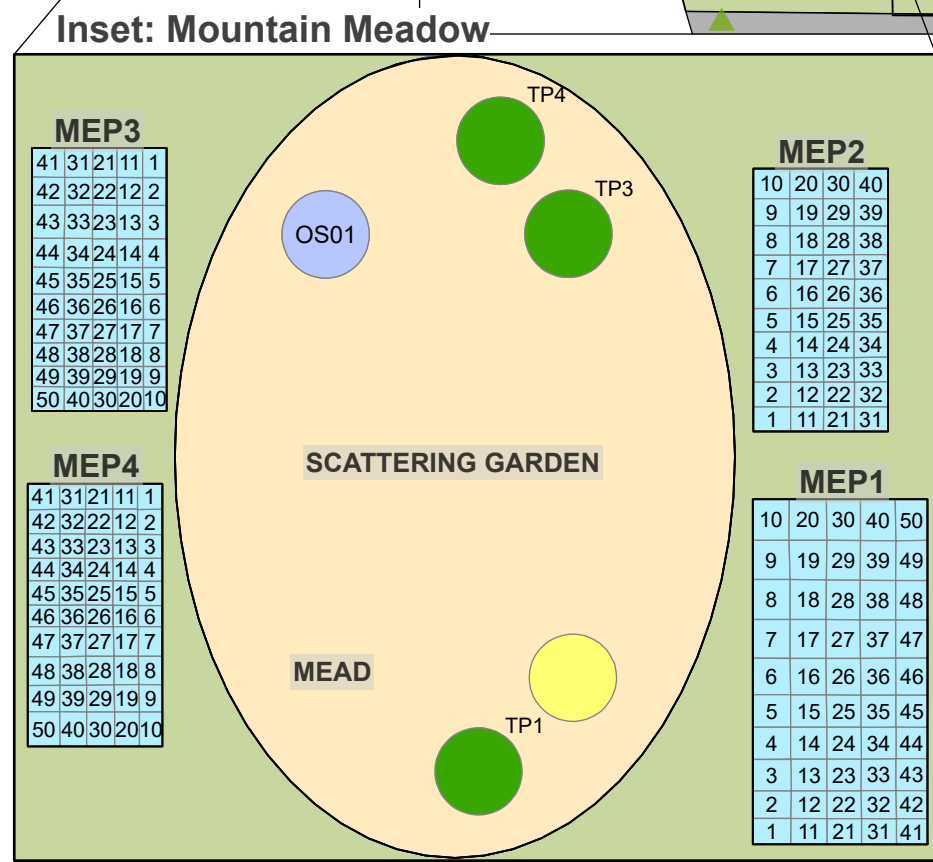 Inset: Mountain Meadow
MEP3
41 31 21 11 1
42 32 22 12 2
43 33 23 13 3
44 34 24 14 4
45 35 25 15 5
46 36 26 16 6
47 37 27 17 7
48 38 28 18 8
49 39 29 19 9
50 40 30 20 10
MEP4
41 31 21 11 1
42 32 22 12 2
43 33 23 13 3
44 34 24 14 4
45 35 25 15 5
46 36 26 16 6
47 37 27 17 7
48 38 28 18 8
49 39 29 19 9
50 40 30 20 10
TP4
TP3
OS01
SCATTERING GARDEN
MEAD
TP1
MEP2
10 20 30 40
9 19 29 39
8 18 28 38
7 17 27 37
6 16 26 36
5 15 25 35
4 14 24 34
3 13 23 33
2 12 22 32
1 11 21 31
MEP1
10 20 30 40 50
9 19 29 39 49
8 18 28 38 48
7 17 27 37 47
6 16 26 36 46
5 15 25 35 45
4 14 24 34 44
3 13 23 33 43
2 12 22 32 42
1 11 21 31 41